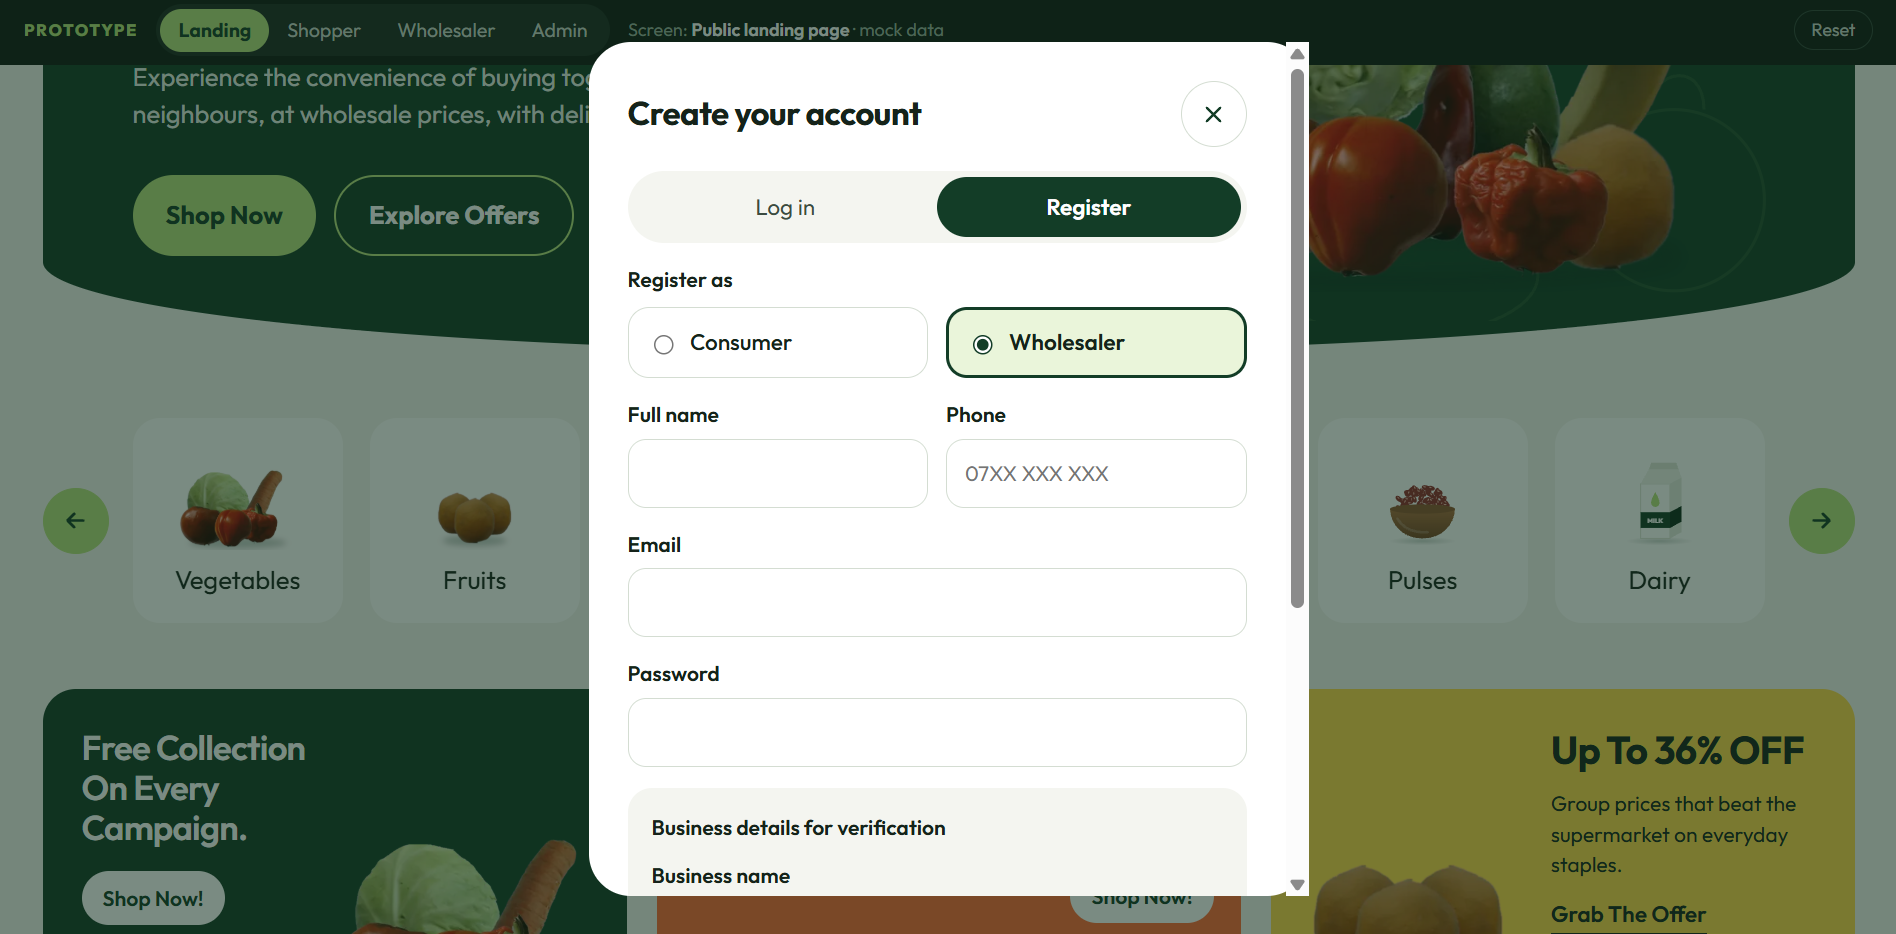 PROTOTYPE
Landing
Shopper
Wholesaler
Admin
Screen: Public landing page · mock data
Reset
Experience the convenience of buying tog
neighbours, at wholesale prices, with deli
Shop Now
Explore Offers
Create your account
Log in
Register
Register as
Consumer
Wholesaler
Full name
Phone
07XX XXX XXX
Email
Password
Business details for verification
Business name
Vegetables
Fruits
Pulses
MILK
Dairy
Free Collection
On Every
Campaign.
Shop Now!
Shop Now!
Up To 36% OFF
Group prices that beat the
supermarket on everyday
staples.
Grab The Offer